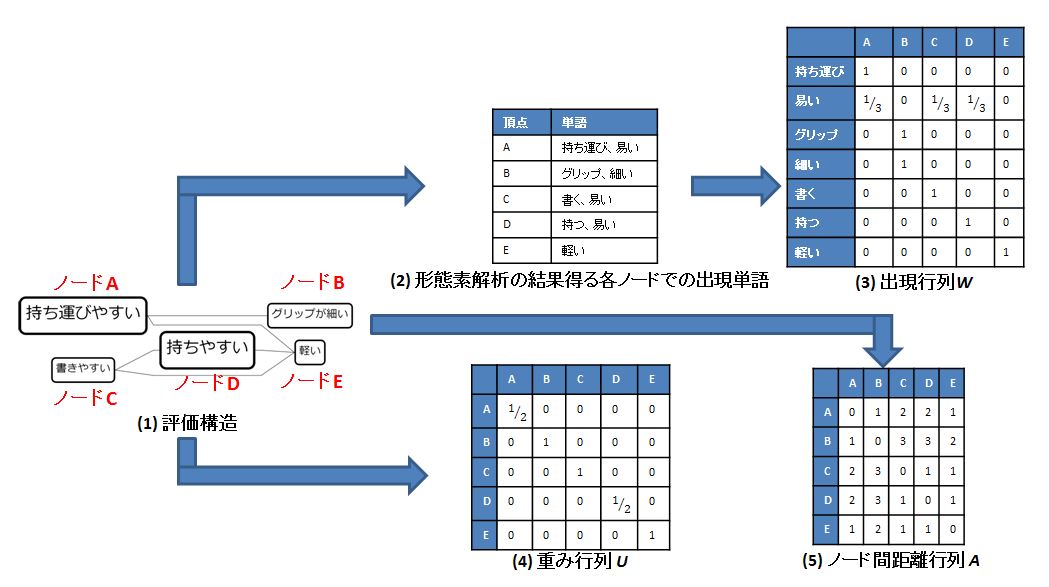 A B C D E
持ち運び 1 0 0 0 0
易い 1/3 0 1/3 1/3 0
グリップ 0 1 0 0 0
細い 0 1 0 0 0
書く 0 0 1 0 0
持つ 0 0 0 1 0
軽い 0 0 0 0 1
(3) 出現行列W
頂点 単語
A 持ち運び、易い
B グリップ、細い
C 書く、易い
D 持つ、易い
E 軽い
(2) 形態素解析の結果得る各ノードでの出現単語
ノードA
ノードB
持ち運びやすい
グリップが細い
持ちやすい
軽い
書きやすい
ノードD
ノードE
ノードC
(1) 評価構造
A B C D E
A 1/2 0 0 0 0
B 0 1 0 0 0
C 0 0 1 0 0
D 0 0 0 1/2 0
E 0 0 0 0 1
(4) 重み行列U
A B C D E
A 0 1 2 2 1
B 1 0 3 3 2
C 2 3 0 1 1
D 2 3 1 0 1
E 1 2 1 1 0
(5) ノード間距離行列A